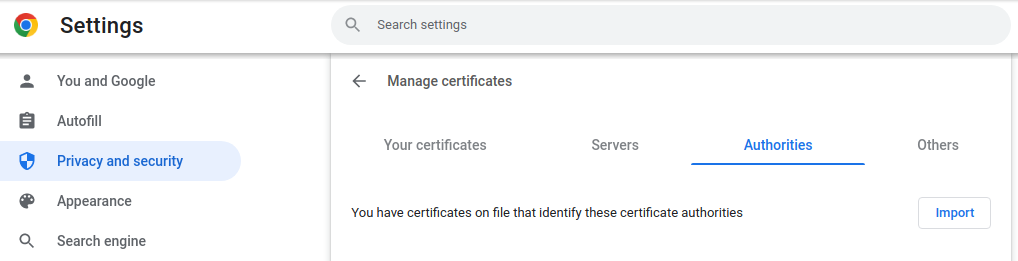 Settings
Search settings
You and Google
Autofill
Privacy and security
Appearance
Search engine
Manage certificates
Your certificates Servers Authorities Others
You have certificates on file that identify these certificate authorities
Import